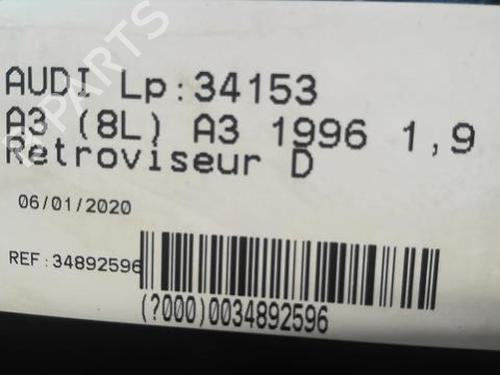 AUDI Lp:34153
A3 (8L) A3 1996 1,9
Retroviseur D
06/01/2020
REF:34892596
(?000)0034892596